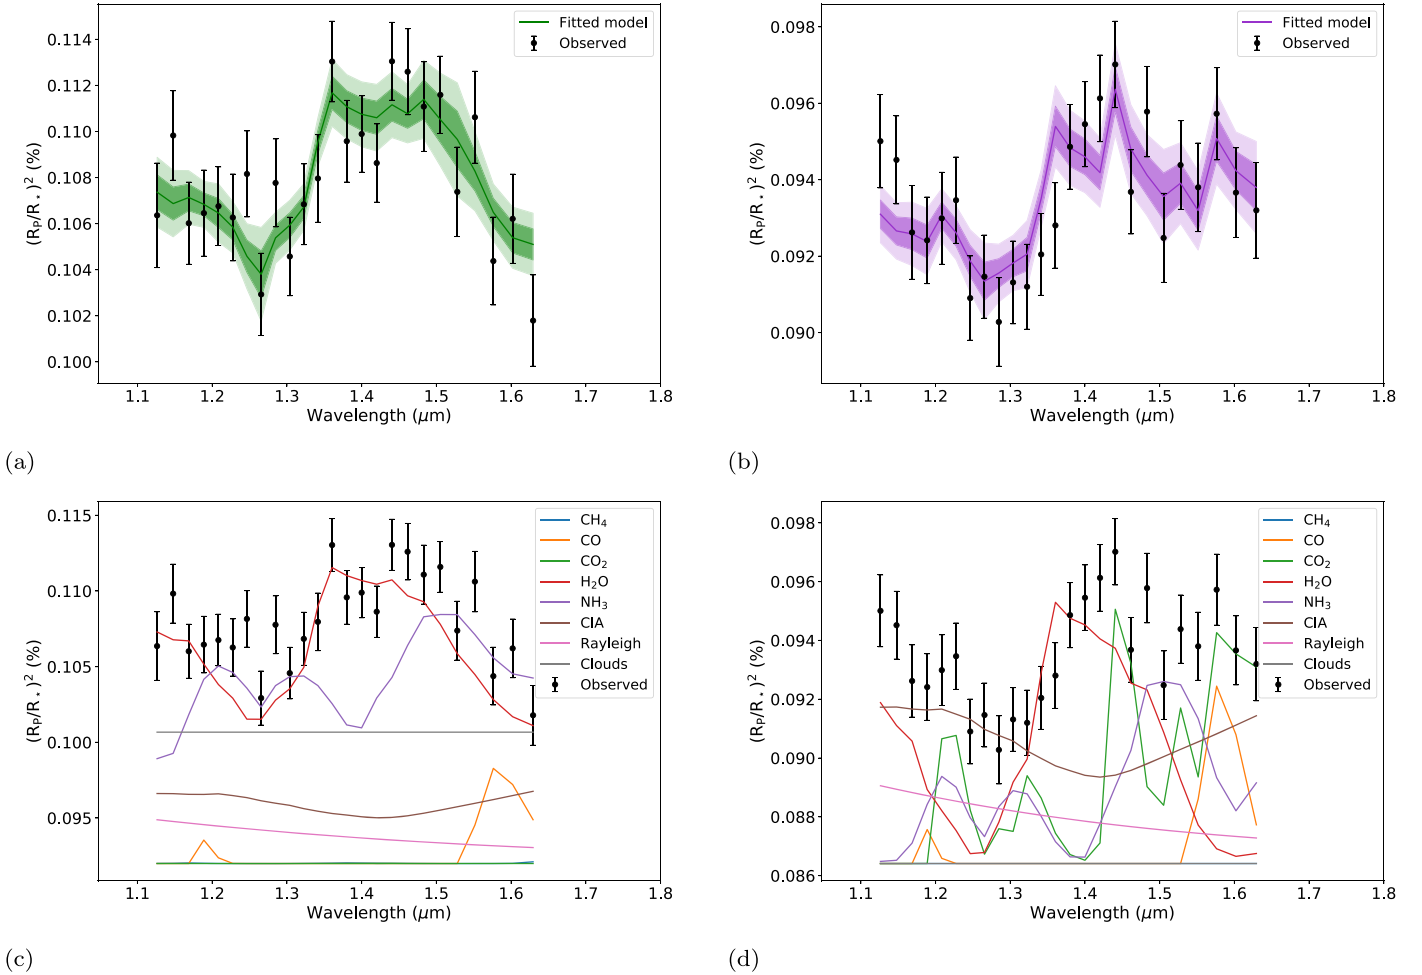 0.114
0.112
0.110
0.108
0.106
0.104
0.102
0.100
(R_P/R_⋆)² (%)
1.1 1.2 1.3 1.4 1.5 1.6 1.7 1.8
Wavelength (μm)
Fitted model
Observed
(a)
0.098
0.096
0.094
0.092
0.090
(R_P/R_⋆)² (%)
1.1 1.2 1.3 1.4 1.5 1.6 1.7 1.8
Wavelength (μm)
Fitted model
Observed
(b)
0.115
0.110
0.105
0.100
0.095
(R_P/R_⋆)² (%)
1.1 1.2 1.3 1.4 1.5 1.6 1.7 1.8
Wavelength (μm)
CH₄
CO
CO₂
H₂O
NH₃
CIA
Rayleigh
Clouds
Observed
(c)
0.098
0.096
0.094
0.092
0.090
0.088
0.086
(R_P/R_⋆)² (%)
1.1 1.2 1.3 1.4 1.5 1.6 1.7 1.8
Wavelength (μm)
CH₄
CO
CO₂
H₂O
NH₃
CIA
Rayleigh
Clouds
Observed
(d)